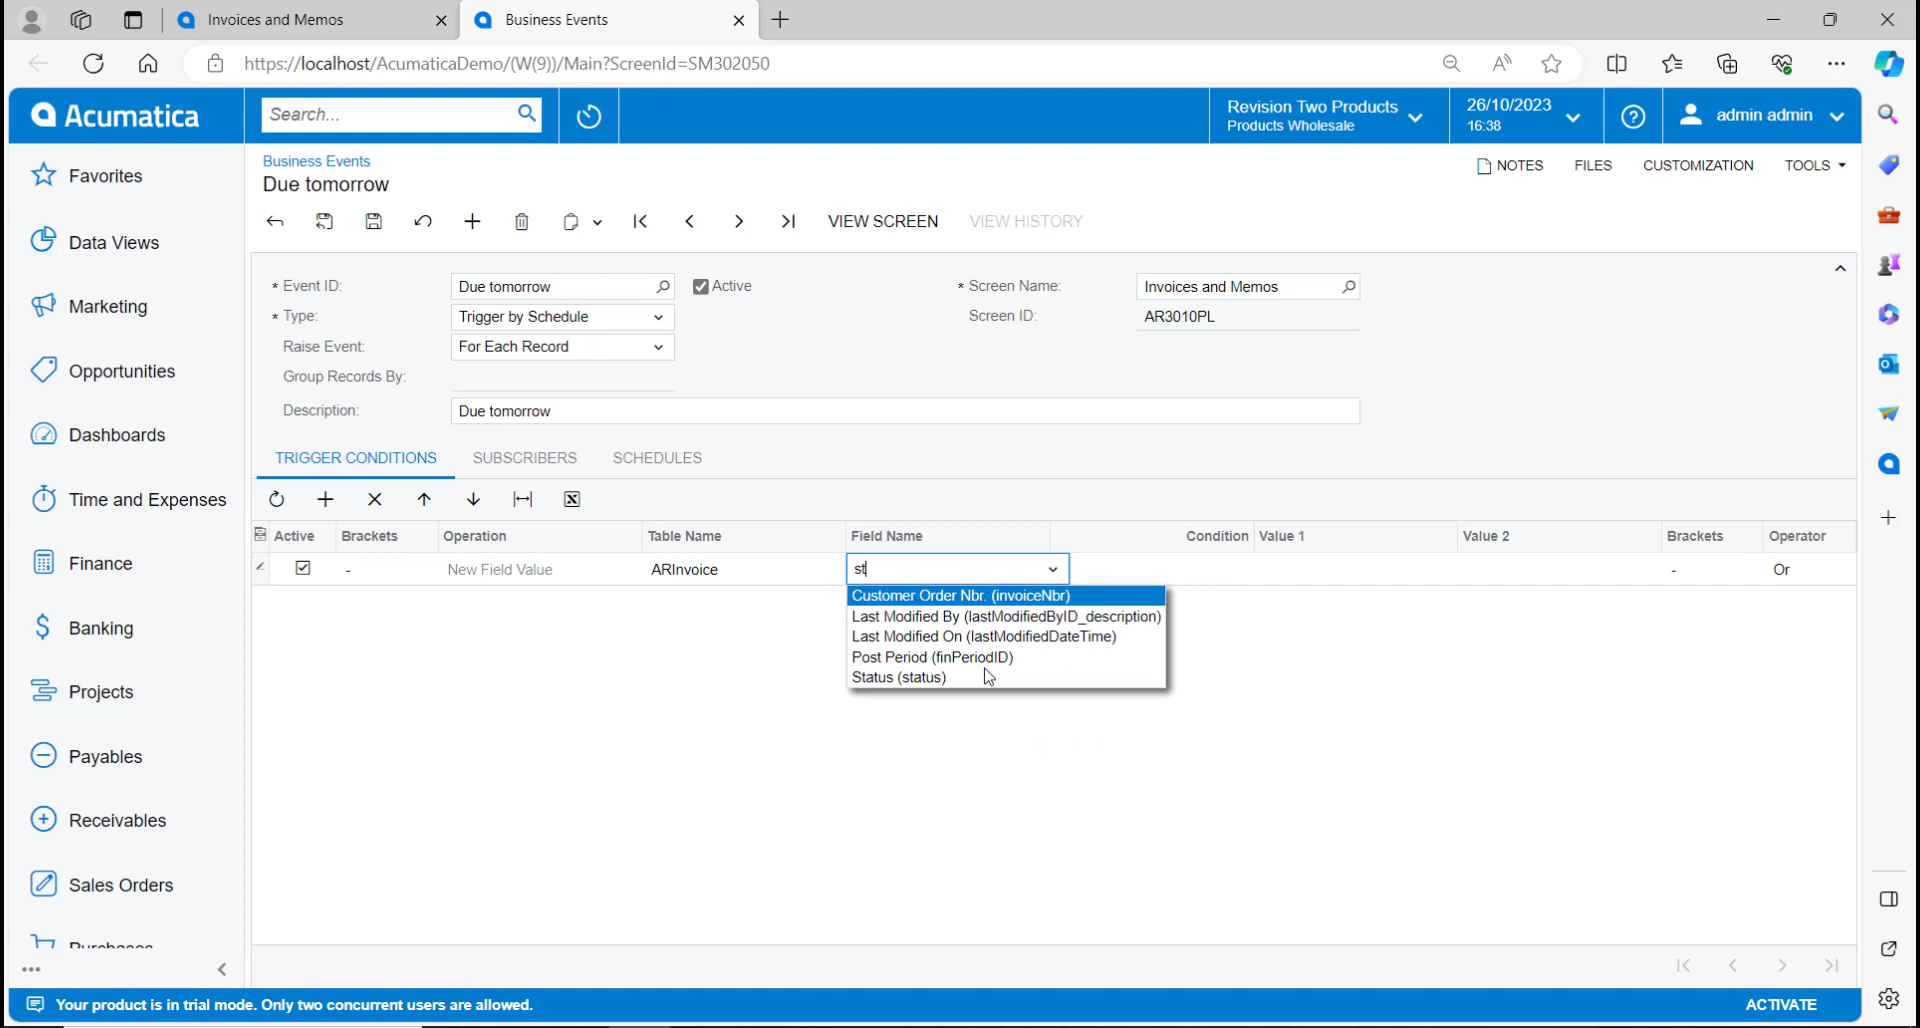 Invoices and Memos
Business Events
https://localhost/AcumaticaDemo/(W(9))/Main?ScreenId=SM302050
Acumatica
Search...
Revision Two Products
Products Wholesale
26/10/2023
16:38
admin admin
Favorites
Data Views
Marketing
Opportunities
Dashboards
Time and Expenses
Finance
Banking
Projects
Payables
Receivables
Sales Orders
Purchases
Business Events
Due tomorrow
NOTES FILES CUSTOMIZATION TOOLS
VIEW SCREEN VIEW HISTORY
* Event ID: Due tomorrow Active * Screen Name: Invoices and Memos
* Type: Trigger by Schedule Screen ID: AR3010PL
Raise Event: For Each Record
Group Records By:
Description: Due tomorrow
TRIGGER CONDITIONS SUBSCRIBERS SCHEDULES
Active Brackets Operation Table Name Field Name Condition Value 1 Value 2 Brackets Operator
- New Field Value ARInvoice st - Or
Customer Order Nbr. (invoiceNbr)
Last Modified By (lastModifiedByID_description)
Last Modified On (lastModifiedDateTime)
Post Period (finPeriodID)
Status (status)
Your product is in trial mode. Only two concurrent users are allowed. ACTIVATE